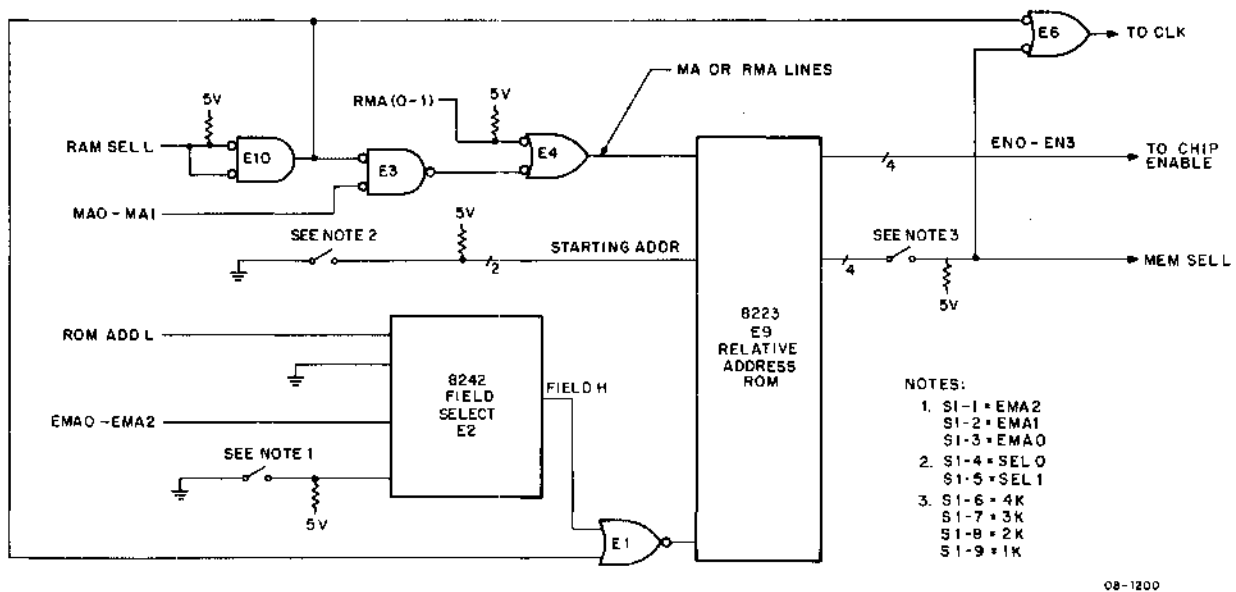 E6
TO CLK
MA OR RMA LINES
5V
RMA(0-1)
5V
RAM SEL L
E10
E3
E4
EN0-EN3
4
TO CHIP
ENABLE
MA0-MA1
5V
SEE NOTE 2
STARTING ADDR
2
SEE NOTE 3
4
MEM SEL L
5V
8223
E9
RELATIVE
ADDRESS
ROM
ROM ADD L
8242
FIELD
SELECT
E2
FIELD H
EMA0-EMA2
SEE NOTE 1
5V
E1
NOTES:
1. S1-1 = EMA2
S1-2 = EMA1
S1-3 = EMA0
2. S1-4 = SEL 0
S1-5 = SEL 1
3. S1-6 = 4K
S1-7 = 3K
S1-8 = 2K
S1-9 = 1K
08-1200